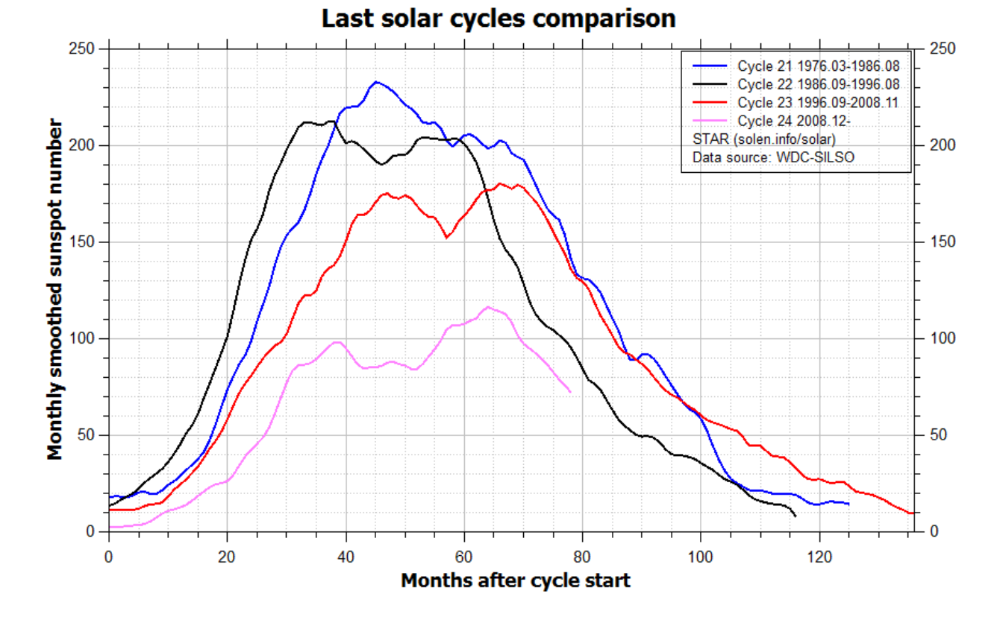 Last solar cycles comparison
250
200
150
100
50
0
Monthly smoothed sunspot number
Cycle 21 1976.03-1986.08
Cycle 22 1986.09-1996.08
Cycle 23 1996.09-2008.11
Cycle 24 2008.12-
STAR (solen.info/solar)
Data source: WDC-SILSO
250
200
150
100
50
0
0 20 40 60 80 100 120
Months after cycle start